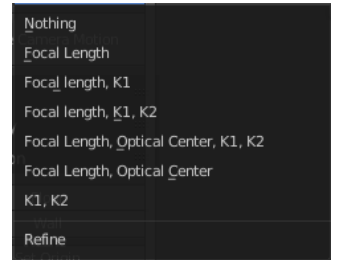 Nothing
Focal Length
Focal length, K1
Focal length, K1, K2
Focal Length, Optical Center, K1, K2
Focal Length, Optical Center
K1, K2
Wall
Refine